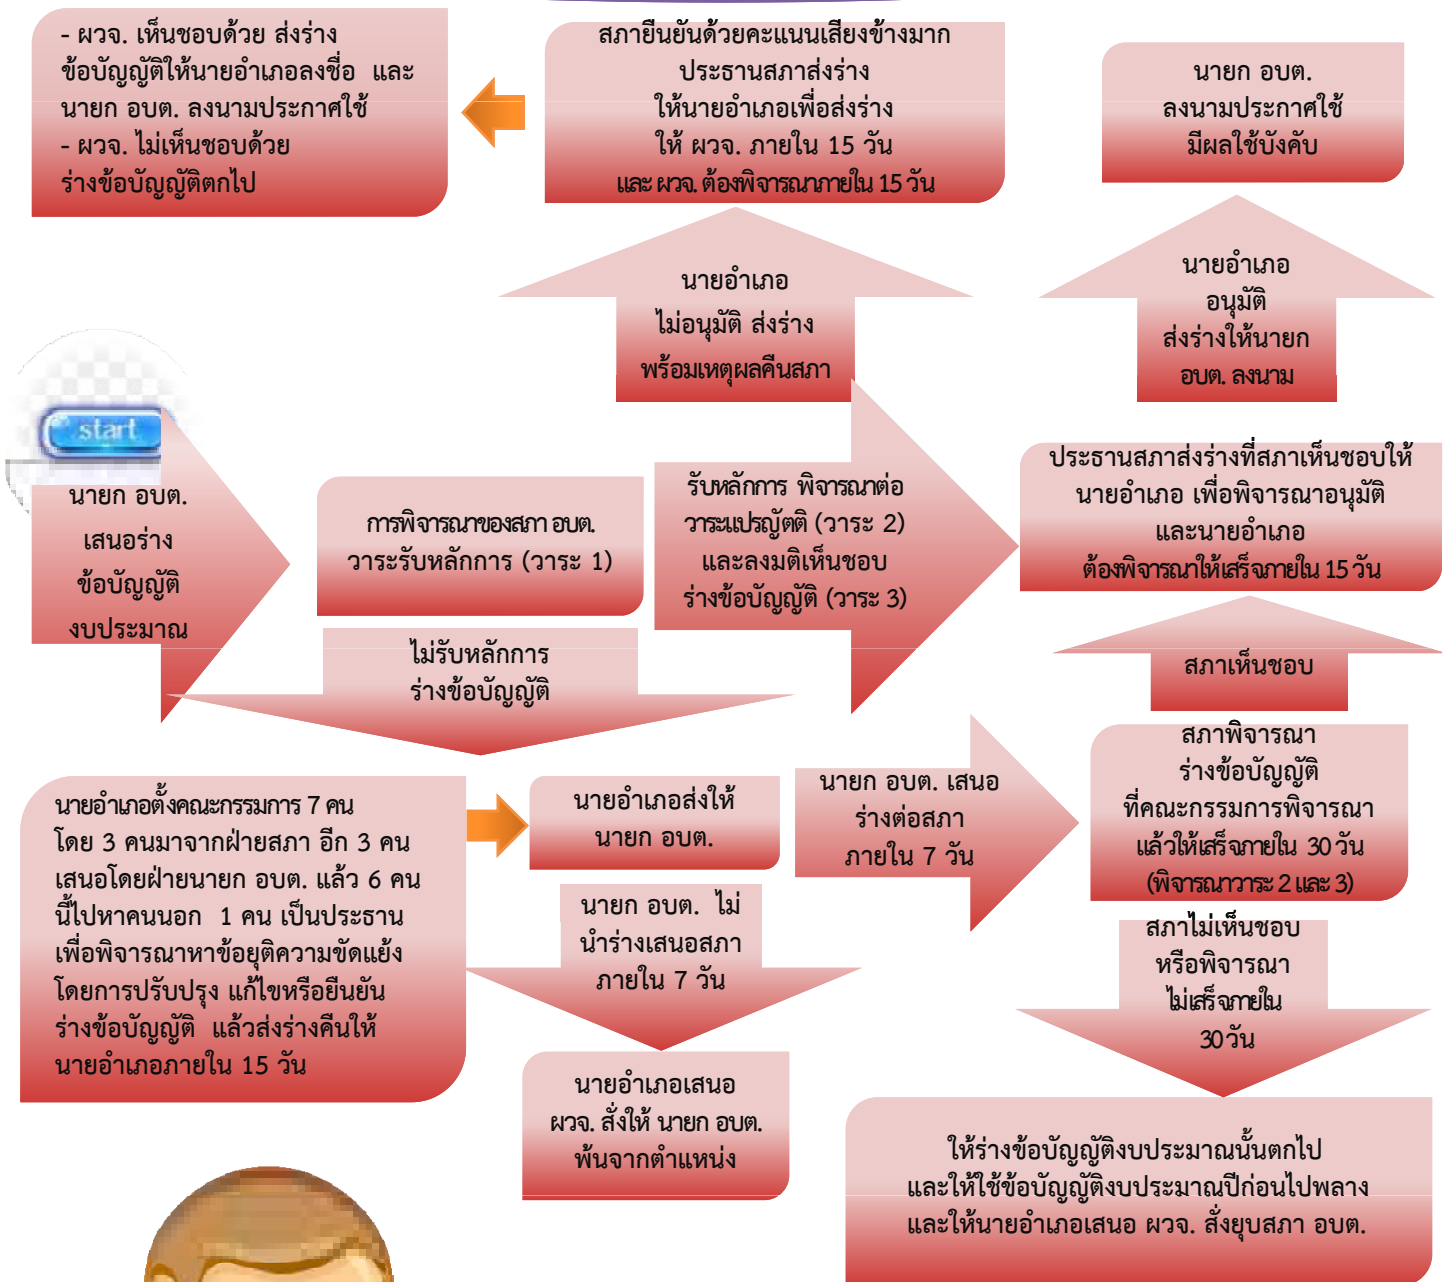 - ผวจ. เห็นชอบด้วย ส่งร่าง
ข้อบัญญัติให้นายอำเภอลงชื่อ และ
นายก อบต. ลงนามประกาศใช้
- ผวจ. ไม่เห็นชอบด้วย
ร่างข้อบัญญัติตกไป
สภายืนยันด้วยคะแนนเสียงข้างมาก
ประธานสภาส่งร่าง
ให้นายอำเภอเพื่อส่งร่าง
ให้ ผวจ. ภายใน 15 วัน
และ ผวจ. ต้องพิจารณาภายใน 15 วัน
นายก อบต.
ลงนามประกาศใช้
มีผลใช้บังคับ
นายอำเภอ
ไม่อนุมัติ ส่งร่าง
พร้อมเหตุผลคืนสภา
นายอำเภอ
อนุมัติ
ส่งร่างให้นายก
อบต. ลงนาม
start
นายก อบต.
เสนอร่าง
ข้อบัญญัติ
งบประมาณ
การพิจารณาของสภา อบต.
วาระรับหลักการ (วาระ 1)
รับหลักการ พิจารณาต่อ
วาระแปรญัตติ (วาระ 2)
และลงมติเห็นชอบ
ร่างข้อบัญญัติ (วาระ 3)
ประธานสภาส่งร่างที่สภาเห็นชอบให้
นายอำเภอ เพื่อพิจารณาอนุมัติ
และนายอำเภอ
ต้องพิจารณาให้เสร็จภายใน 15 วัน
ไม่รับหลักการ
ร่างข้อบัญญัติ
สภาเห็นชอบ
นายอำเภอตั้งคณะกรรมการ 7 คน
โดย 3 คนมาจากฝ่ายสภา อีก 3 คน
เสนอโดยฝ่ายนายก อบต. แล้ว 6 คน
นี้ไปหาคนนอก 1 คน เป็นประธาน
เพื่อพิจารณาหาข้อยุติความขัดแย้ง
โดยการปรับปรุง แก้ไขหรือยืนยัน
ร่างข้อบัญญัติ แล้วส่งร่างคืนให้
นายอำเภอภายใน 15 วัน
นายอำเภอส่งให้
นายก อบต.
นายก อบต. เสนอ
ร่างต่อสภา
ภายใน 7 วัน
สภาพิจารณา
ร่างข้อบัญญัติ
ที่คณะกรรมการพิจารณา
แล้วให้เสร็จภายใน 30 วัน
(พิจารณาวาระ 2 และ 3)
นายก อบต. ไม่
นำร่างเสนอสภา
ภายใน 7 วัน
สภาไม่เห็นชอบ
หรือพิจารณา
ไม่เสร็จภายใน
30 วัน
นายอำเภอเสนอ
ผวจ. สั่งให้ นายก อบต.
พ้นจากตำแหน่ง
ให้ร่างข้อบัญญัติงบประมาณนั้นตกไป
และให้ใช้ข้อบัญญัติงบประมาณปีก่อนไปพลาง
และให้นายอำเภอเสนอ ผวจ. สั่งยุบสภา อบต.